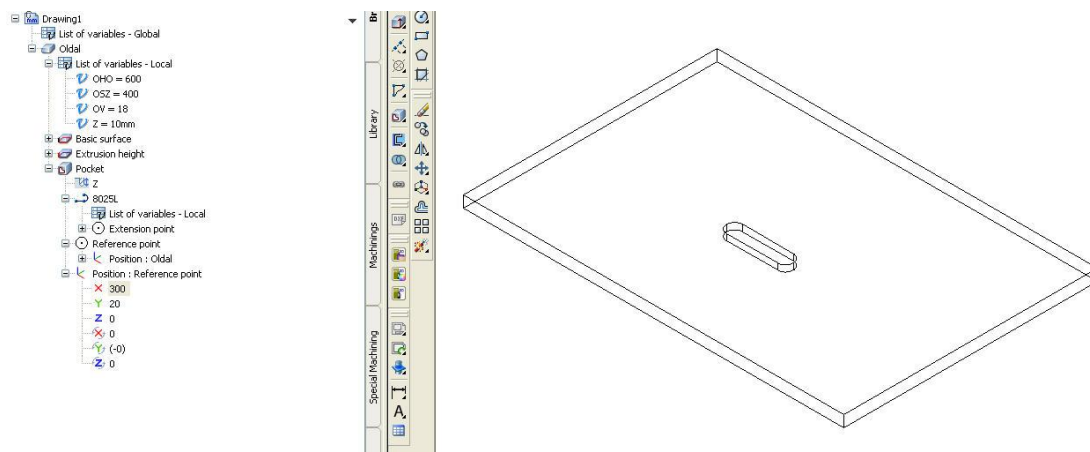 Drawing1
List of variables - Global
Oldal
List of variables - Local
OHO = 600
OSZ = 400
OV = 18
Z = 10mm
Basic surface
Extrusion height
Pocket
Z
8025L
List of variables - Local
Extension point
Reference point
Position : Oldal
Position : Reference point
X 300
Y 20
Z 0
X 0
Y (-0)
Z 0
Br
Library
Machinings
Special Machining
A